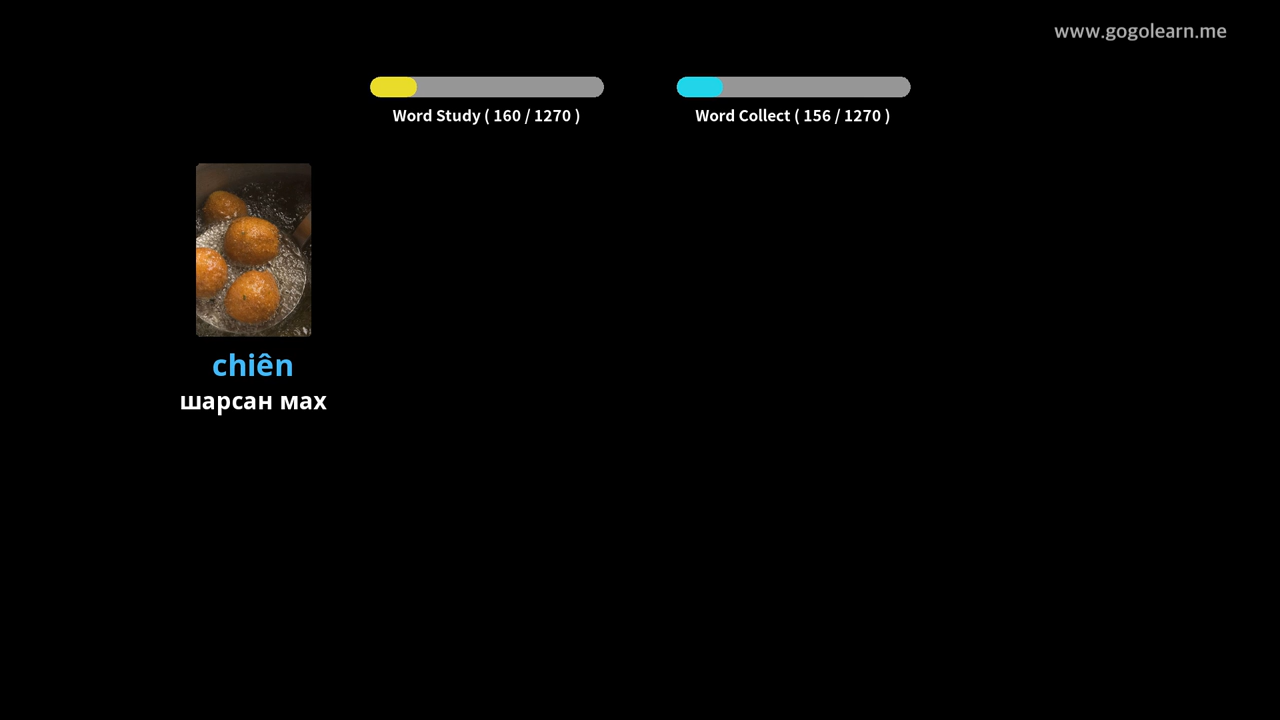 www.gogolearn.me
Word Study ( 160 / 1270 )
Word Collect ( 156 / 1270 )
chiên
шарсан мах